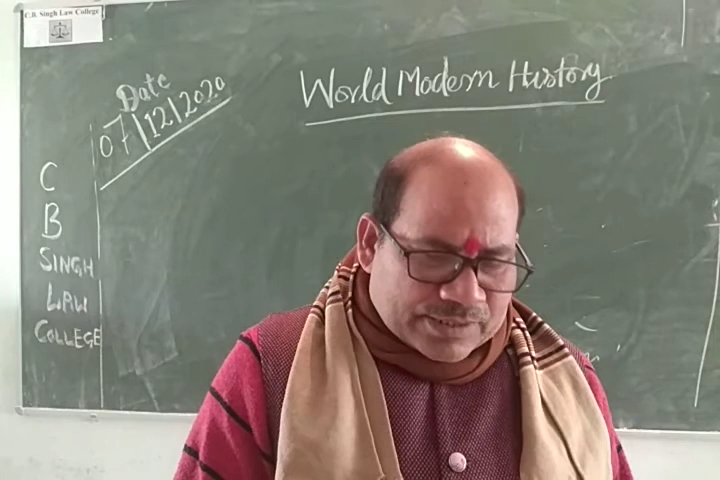 C.B. Singh Law College
Date
07/12/2020
World Modern History
C
B
SINGH
LAW
COLLEGE